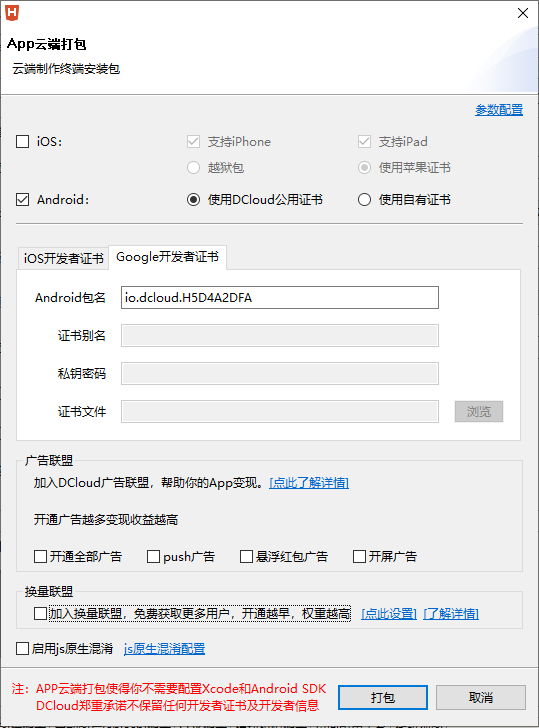 App云端打包
云端制作终端安装包
参数配置
iOS: 支持iPhone 支持iPad
越狱包 使用苹果证书
Android: 使用DCloud公用证书 使用自有证书
iOS开发者证书 Google开发者证书
Android包名 io.dcloud.H5D4A2DFA
证书别名
私钥密码
证书文件 浏览
广告联盟
加入DCloud广告联盟，帮助你的App变现。[点此了解详情]
开通广告越多变现收益越高
开通全部广告 push广告 悬浮红包广告 开屏广告
换量联盟
加入换量联盟，免费获取更多用户，开通越早，权重越高 [点此设置] [了解详情]
启用js原生混淆 js原生混淆配置
注：APP云端打包使得你不需要配置Xcode和Android SDK
DCloud郑重承诺不保留任何开发者证书及开发者信息
打包 取消